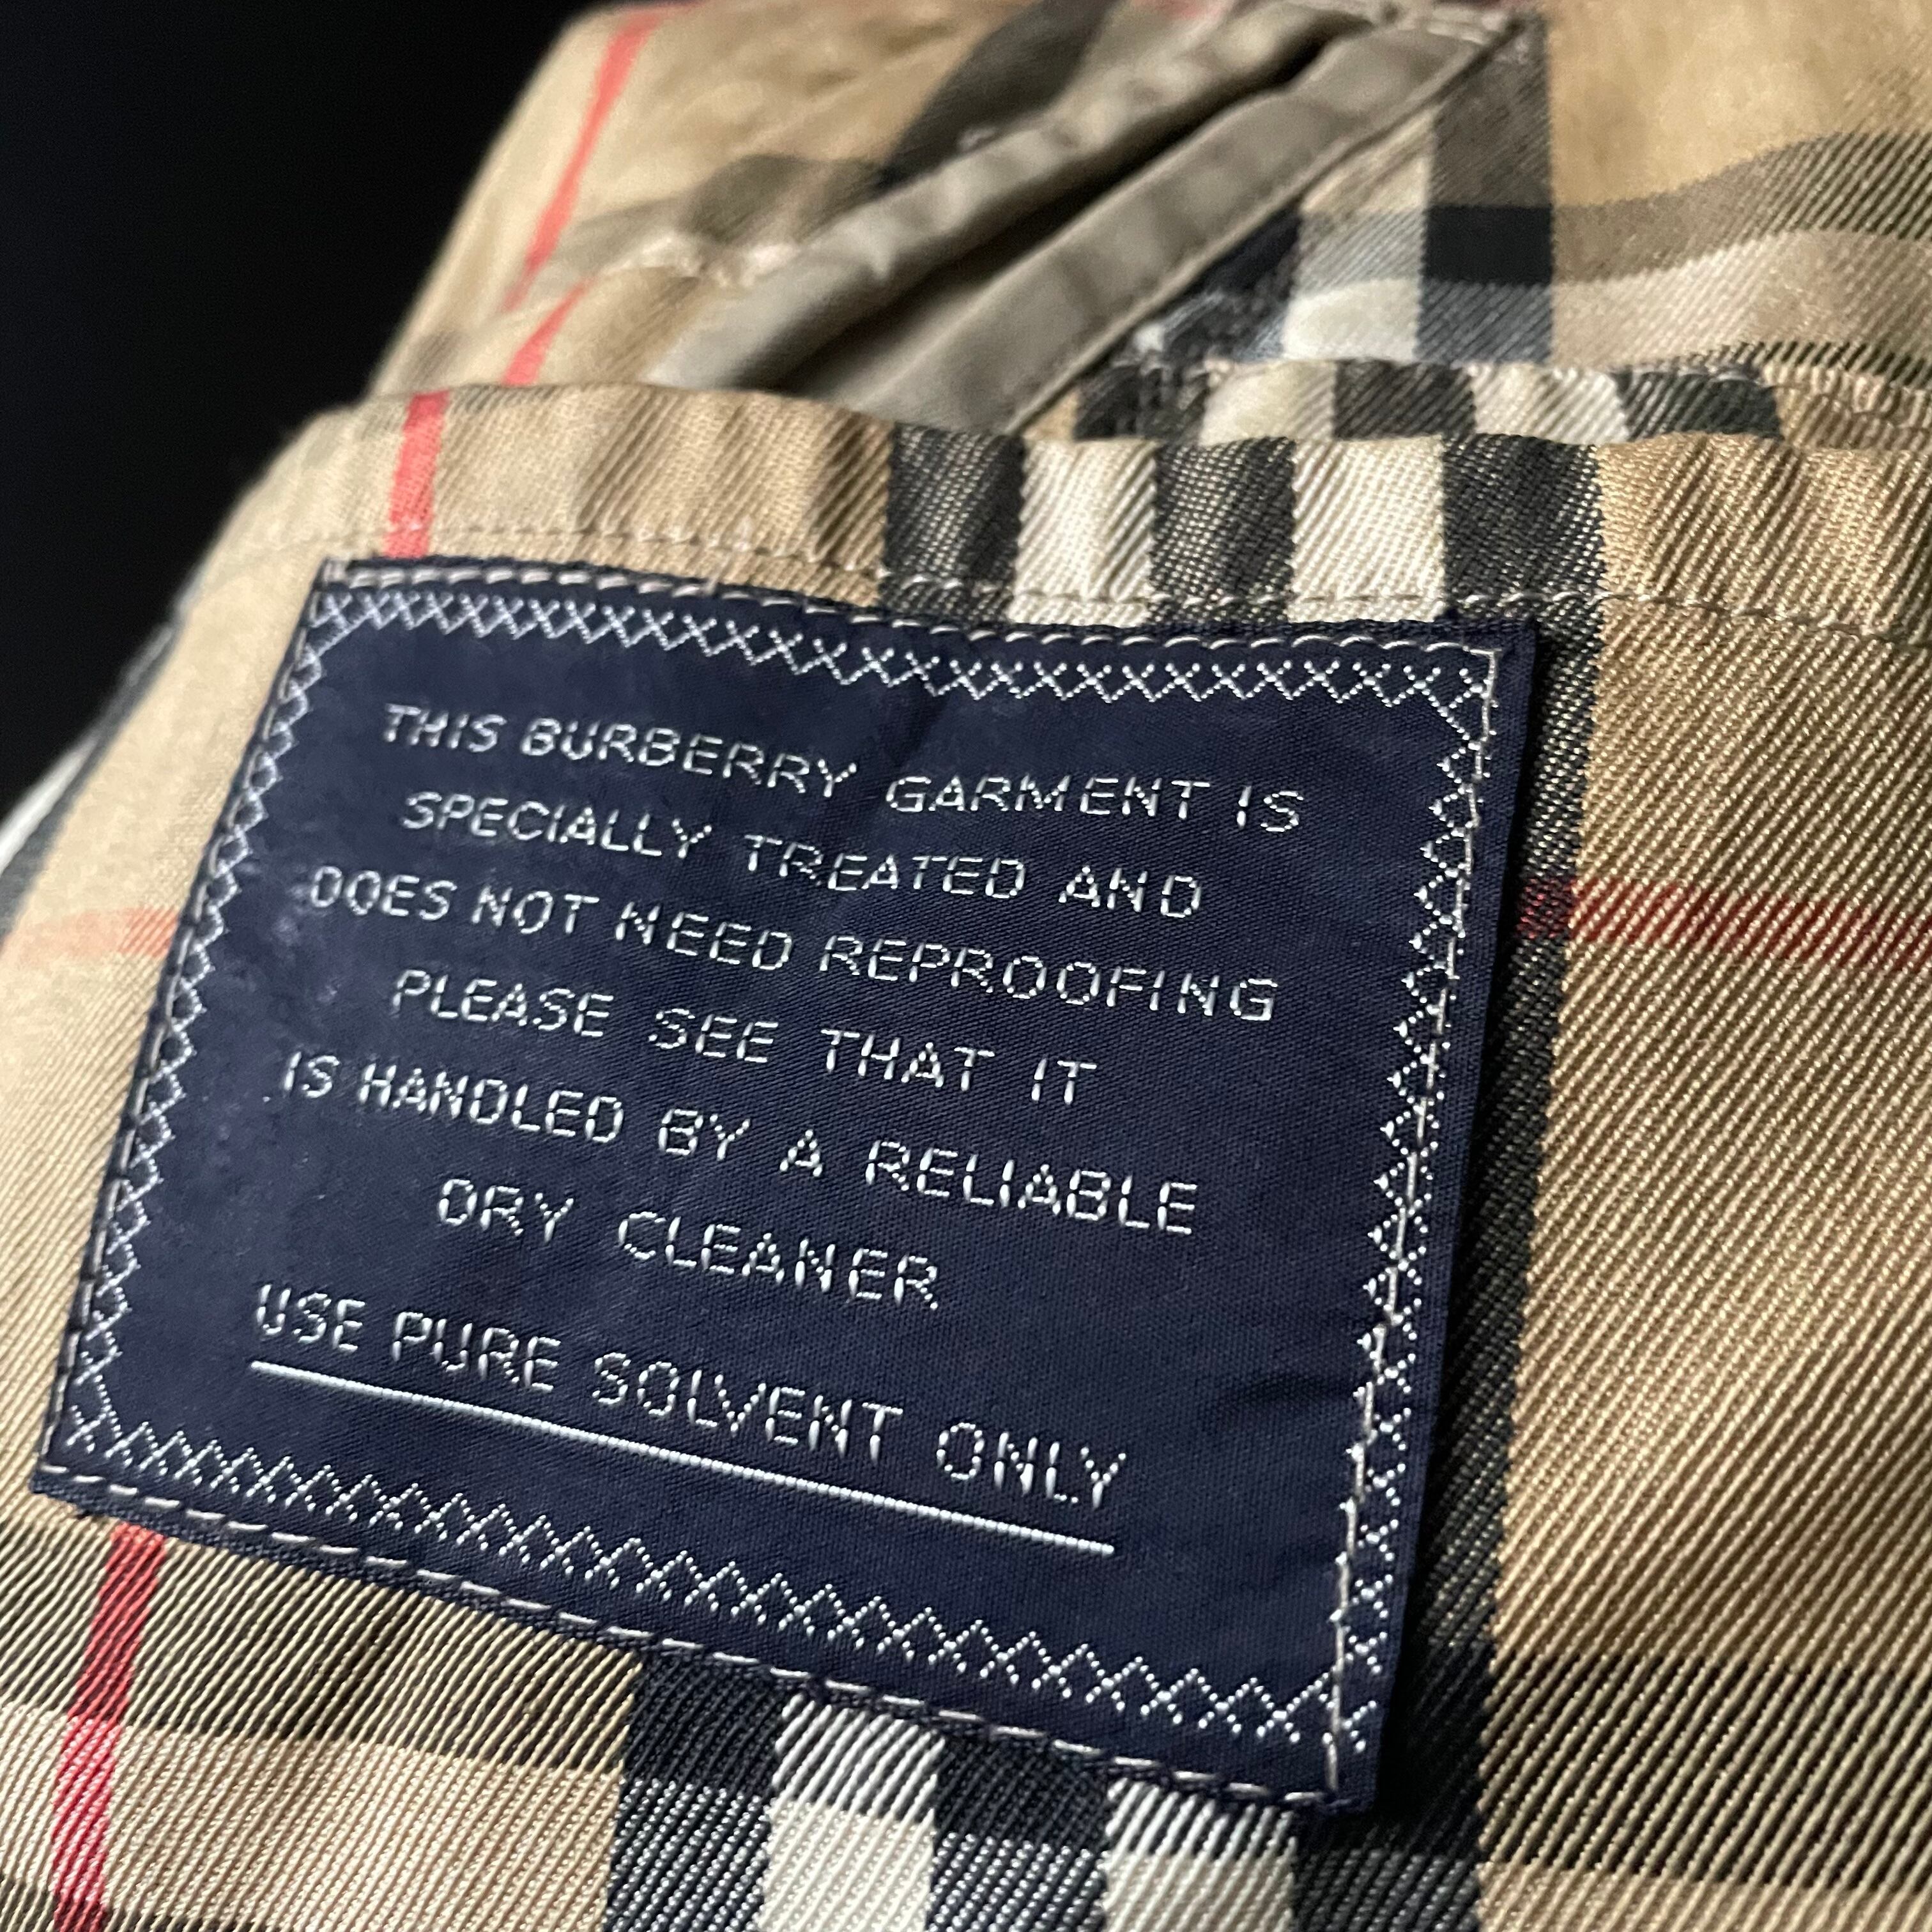 THIS BURBERRY GARMENT IS
SPECIALLY TREATED AND
DOES NOT NEED REPROOFING
PLEASE SEE THAT IT
IS HANDLED BY A RELIABLE
DRY CLEANER
USE PURE SOLVENT ONLY